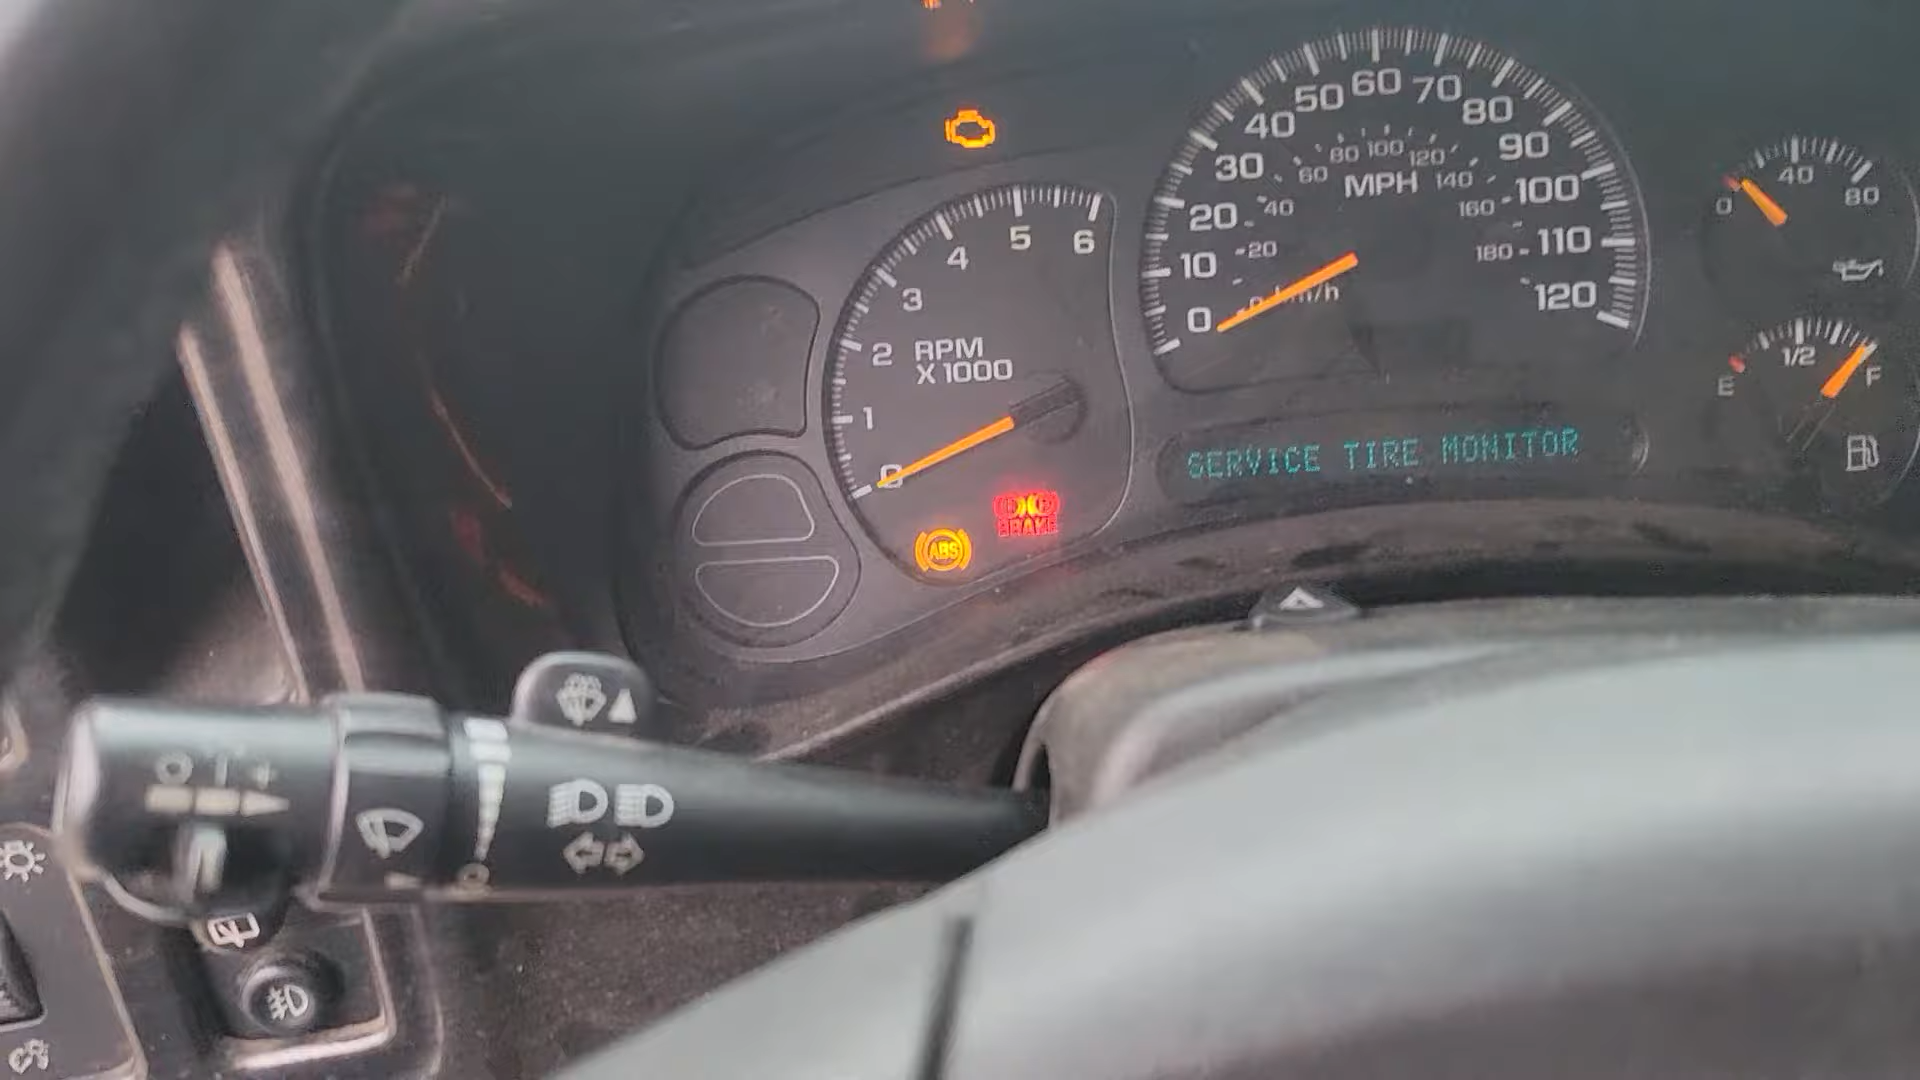 0 1 2 3 4 5 6
RPM
X 1000
ABS
BRAKE
0 10 20 30 40 50 60 70 80 90 100 110 120
20 40 60 80 100 120 140 160 180
MPH
km/h
SERVICE TIRE MONITOR
0 40 80
E 1/2 F
O I